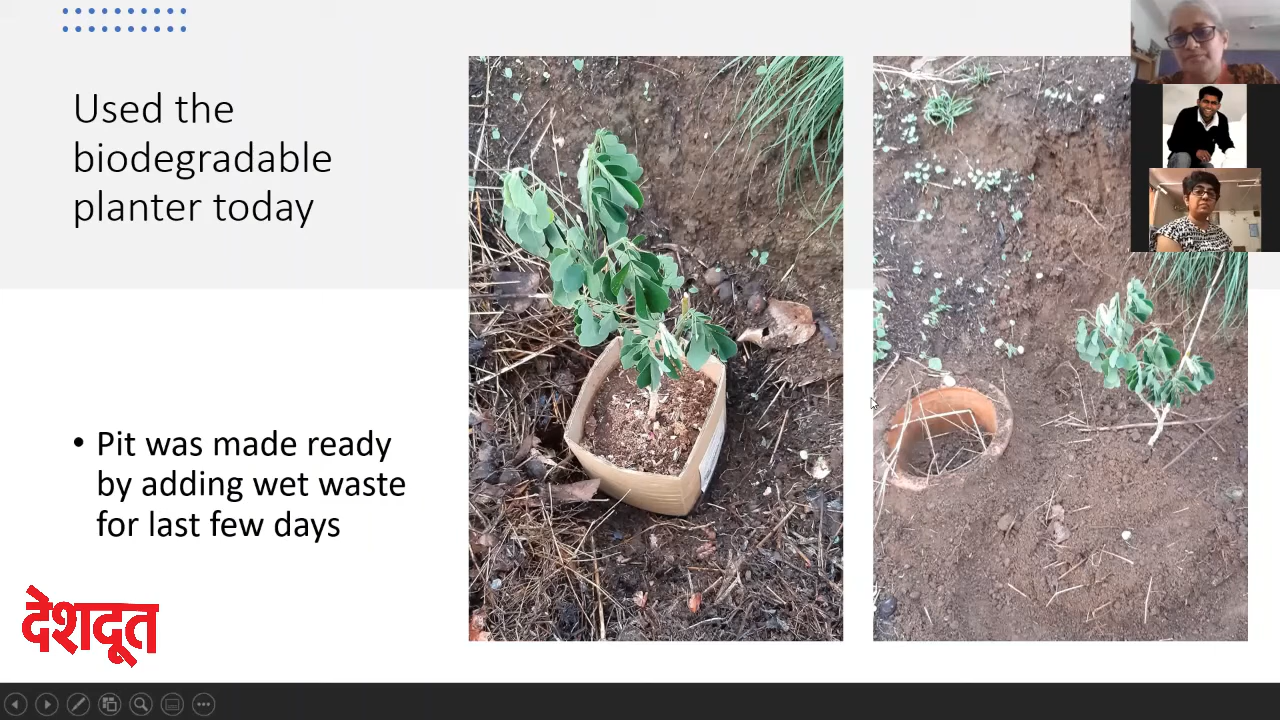 Used the
biodegradable
planter today
• Pit was made ready
by adding wet waste
for last few days
देशदूत